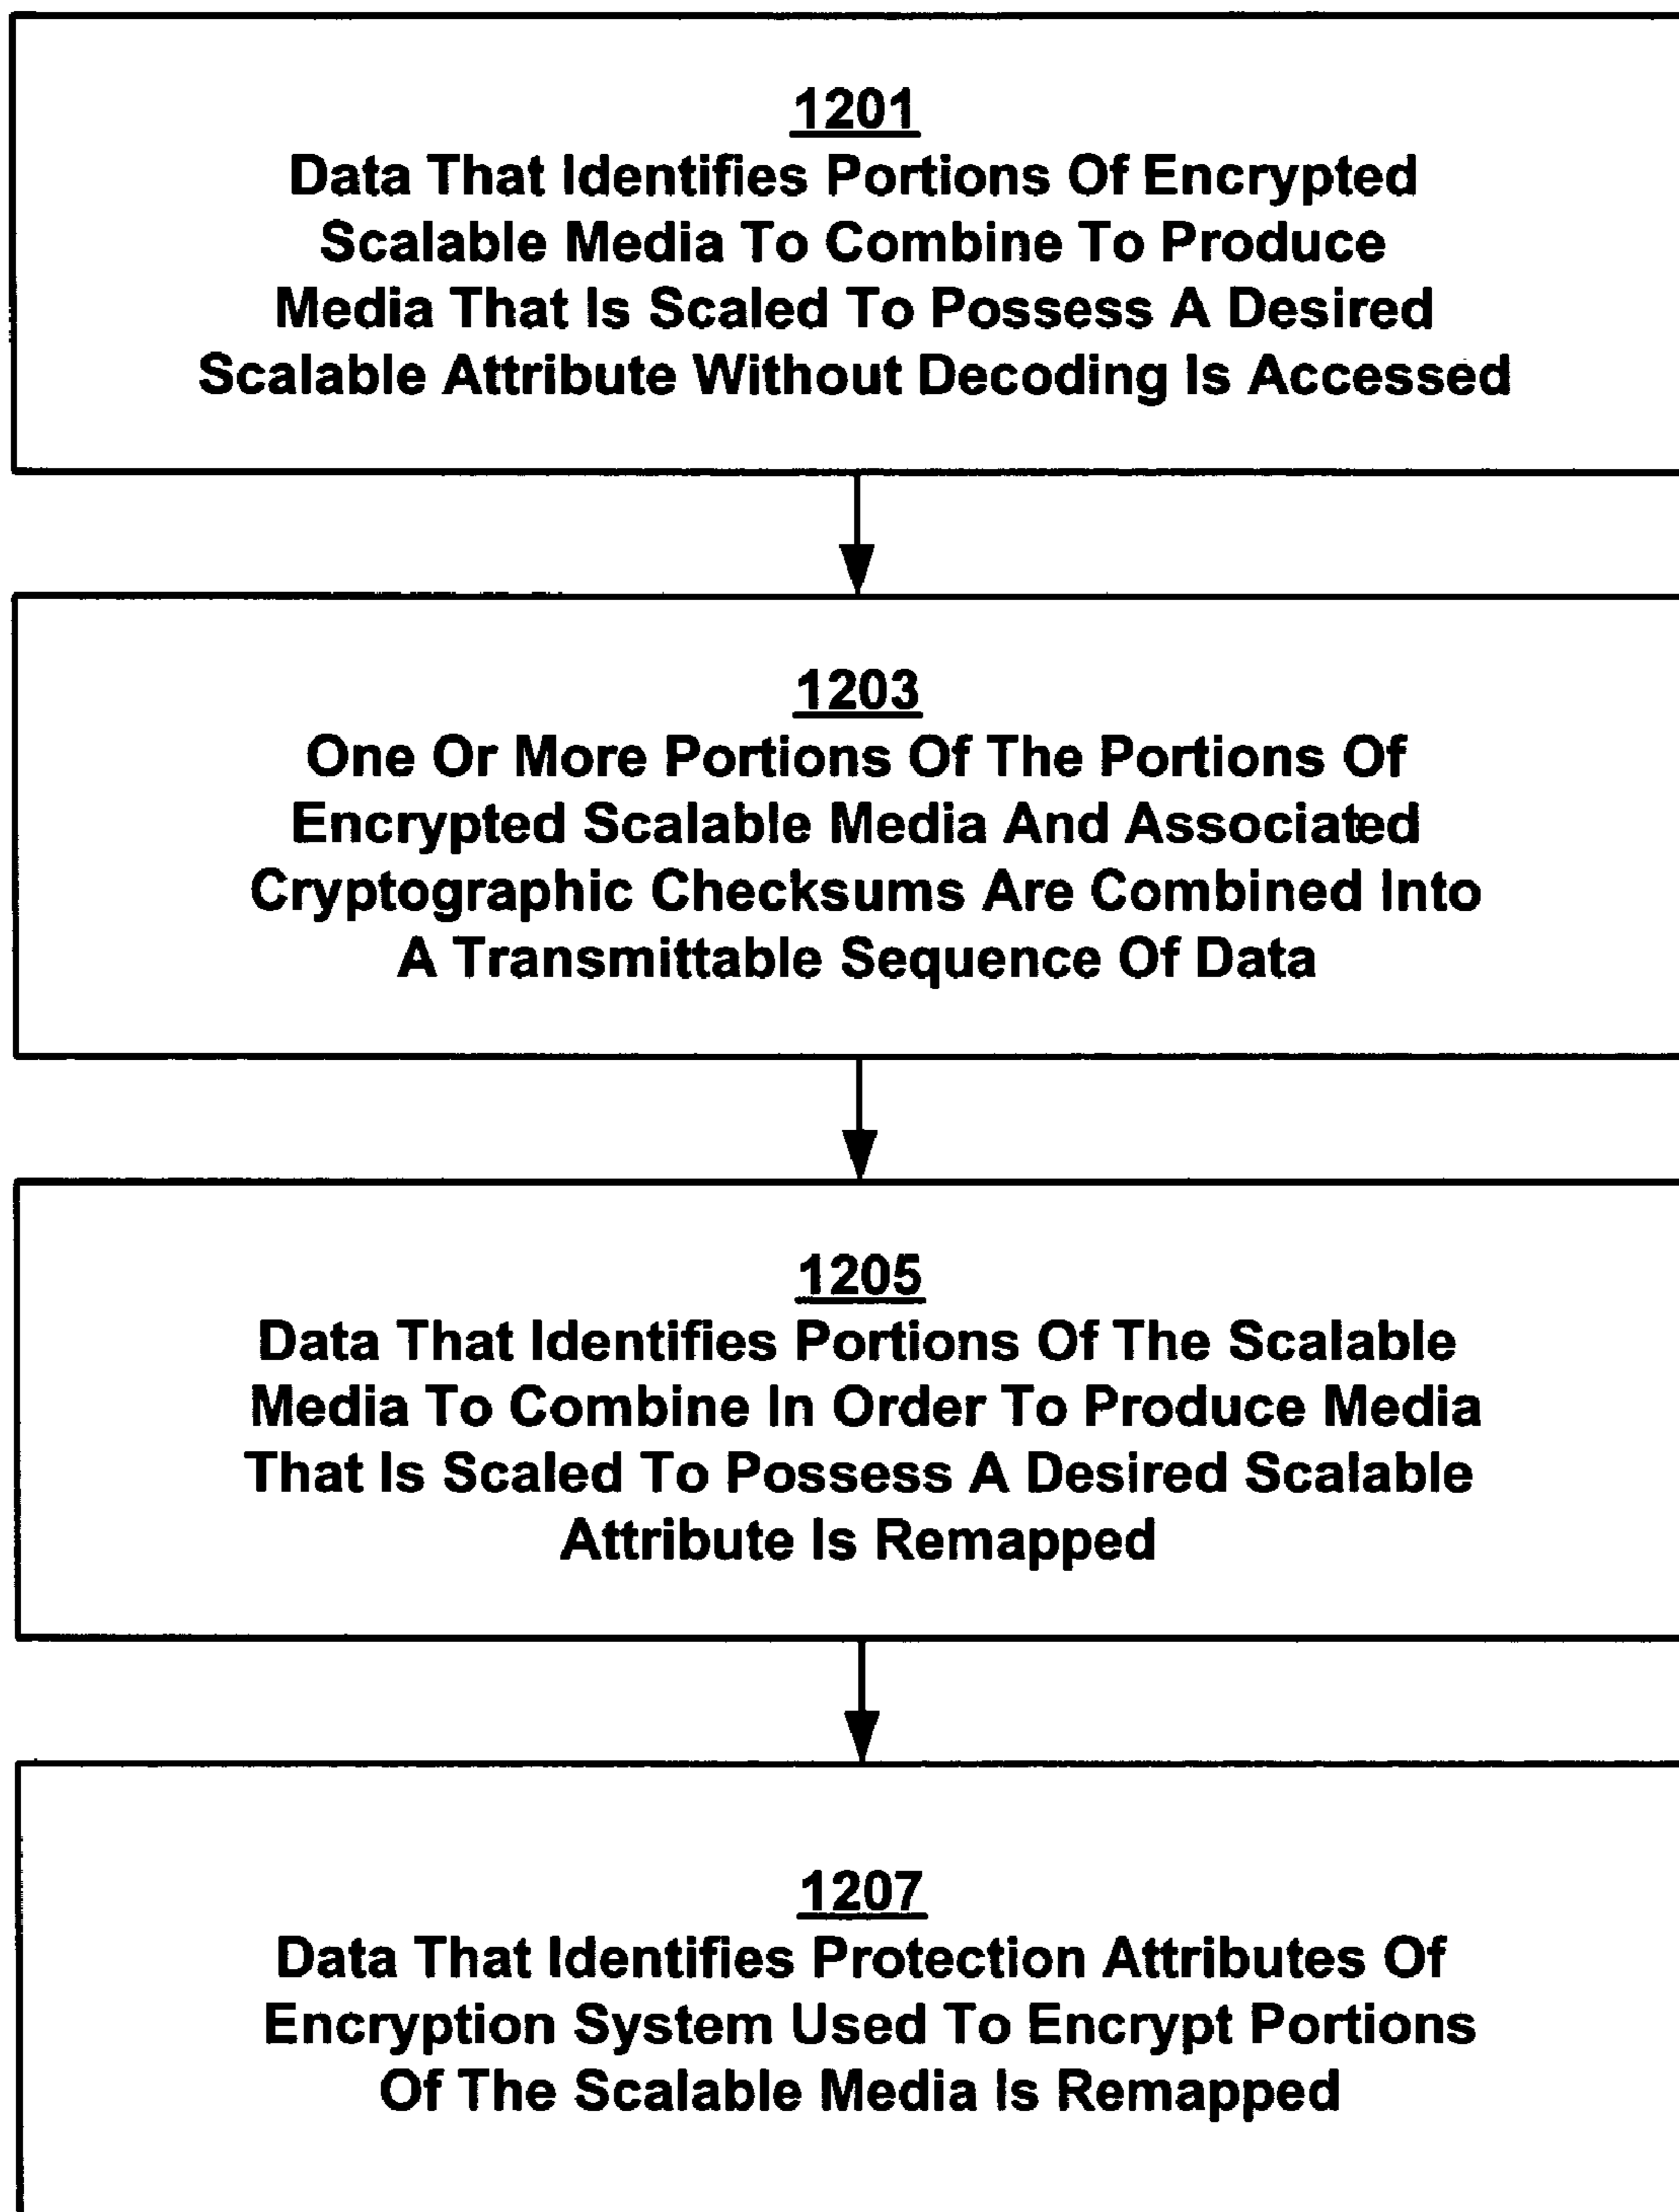 1201
Data That Identifies Portions Of Encrypted
Scalable Media To Combine To Produce
Media That Is Scaled To Possess A Desired
Scalable Attribute Without Decoding Is Accessed
1203
One Or More Portions Of The Portions Of
Encrypted Scalable Media And Associated
Cryptographic Checksums Are Combined Into
A Transmittable Sequence Of Data
1205
Data That Identifies Portions Of The Scalable
Media To Combine In Order To Produce Media
That Is Scaled To Possess A Desired Scalable
Attribute Is Remapped
1207
Data That Identifies Protection Attributes Of
Encryption System Used To Encrypt Portions
Of The Scalable Media Is Remapped